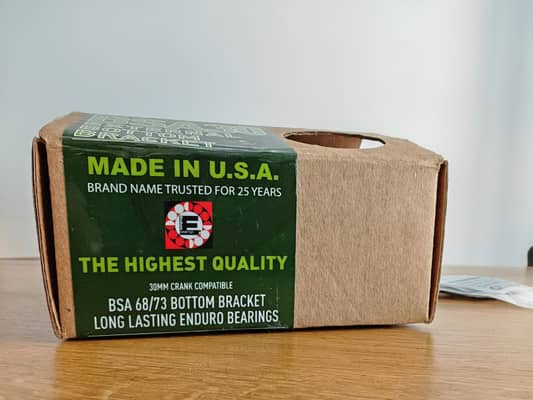 MADE IN U.S.A.
BRAND NAME TRUSTED FOR 25 YEARS
THE HIGHEST QUALITY
30MM CRANK COMPATIBLE
BSA 68/73 BOTTOM BRACKET
LONG LASTING ENDURO BEARINGS